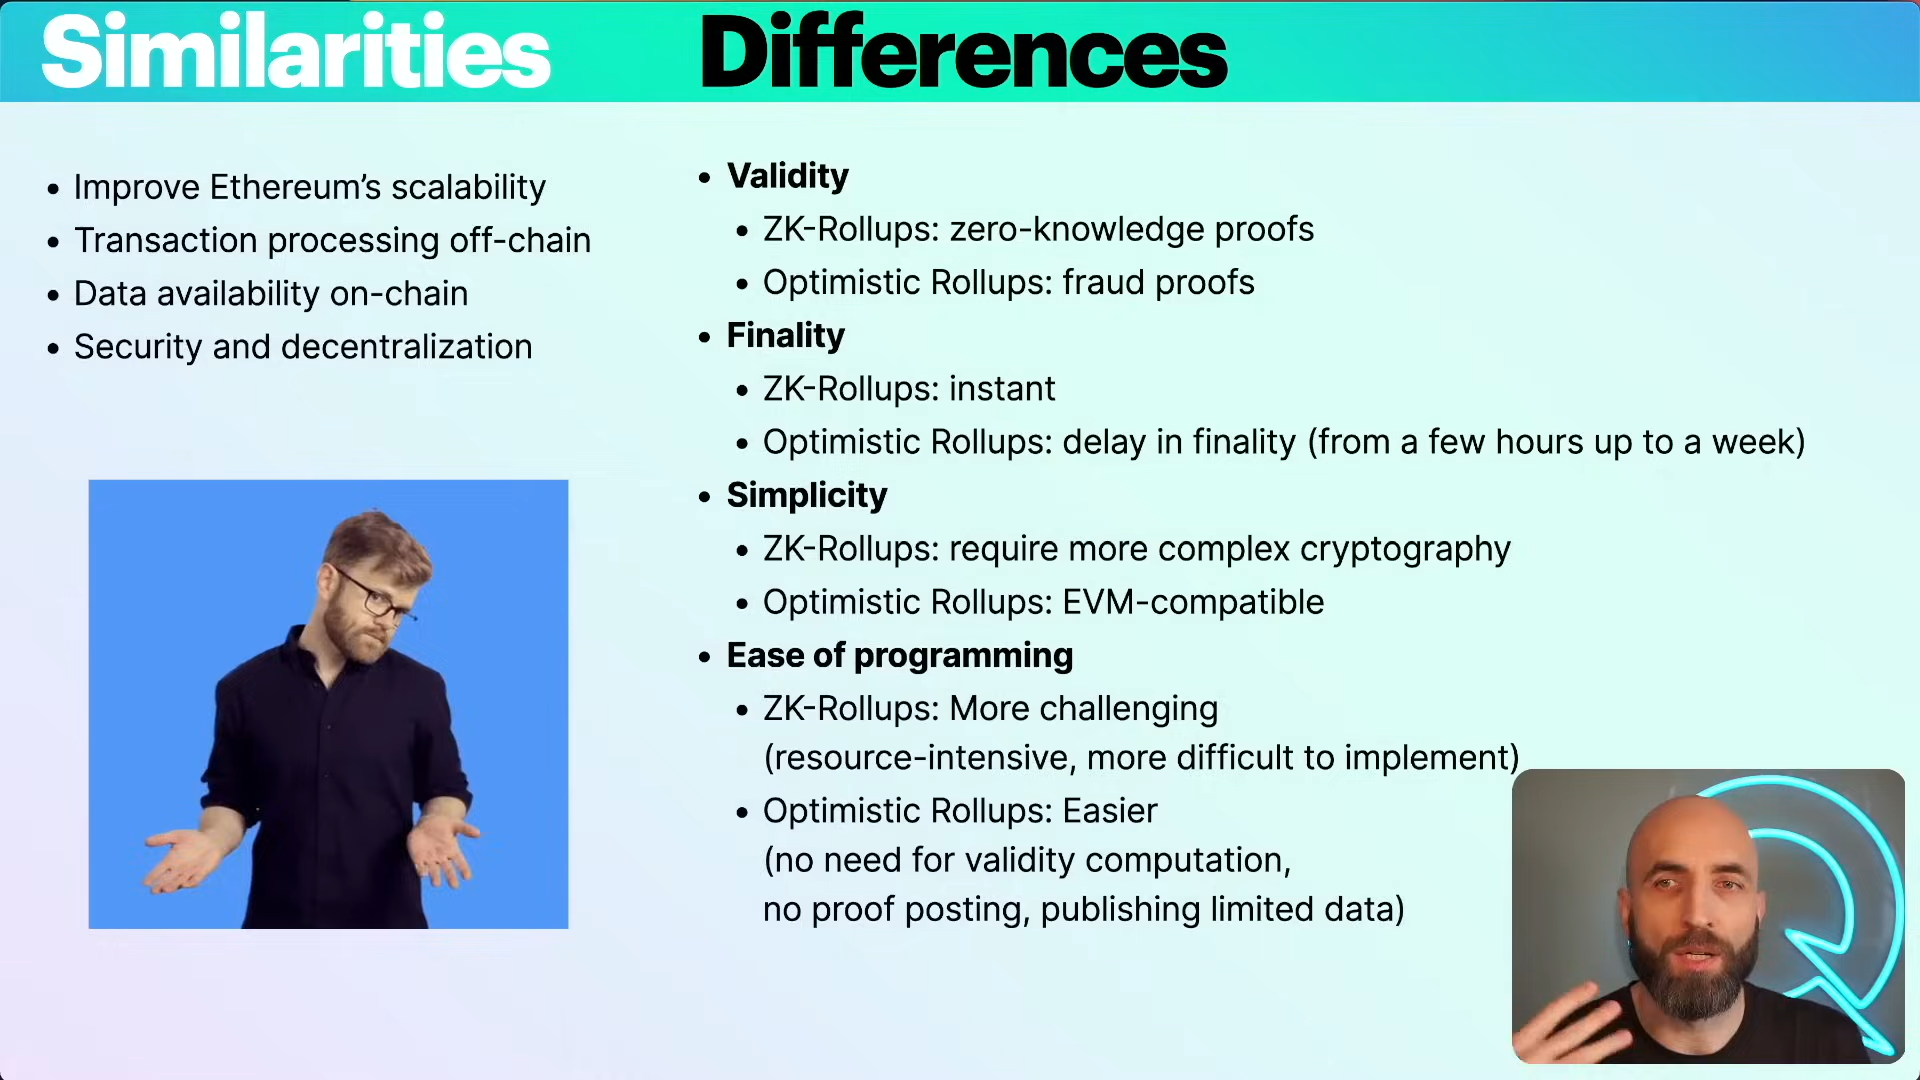 Similarities
Differences
• Improve Ethereum’s scalability
• Transaction processing off-chain
• Data availability on-chain
• Security and decentralization
• Validity
• ZK-Rollups: zero-knowledge proofs
• Optimistic Rollups: fraud proofs
• Finality
• ZK-Rollups: instant
• Optimistic Rollups: delay in finality (from a few hours up to a week)
• Simplicity
• ZK-Rollups: require more complex cryptography
• Optimistic Rollups: EVM-compatible
• Ease of programming
• ZK-Rollups: More challenging
(resource-intensive, more difficult to implement)
• Optimistic Rollups: Easier
(no need for validity computation,
no proof posting, publishing limited data)